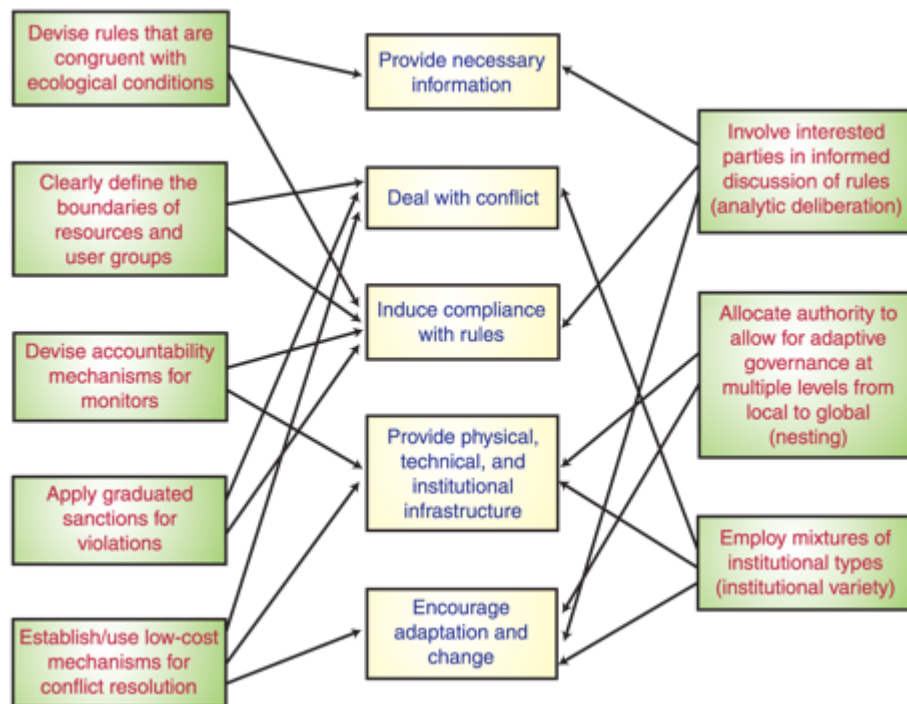 Devise rules that are
congruent with
ecological conditions
Clearly define the
boundaries of
resources and
user groups
Devise accountability
mechanisms for
monitors
Apply graduated
sanctions for
violations
Establish/use low-cost
mechanisms for
conflict resolution
Provide necessary
information
Deal with conflict
Induce compliance
with rules
Provide physical,
technical, and
institutional
infrastructure
Encourage
adaptation and
change
Involve interested
parties in informed
discussion of rules
(analytic deliberation)
Allocate authority to
allow for adaptive
governance at
multiple levels from
local to global
(nesting)
Employ mixtures of
institutional types
(institutional variety)